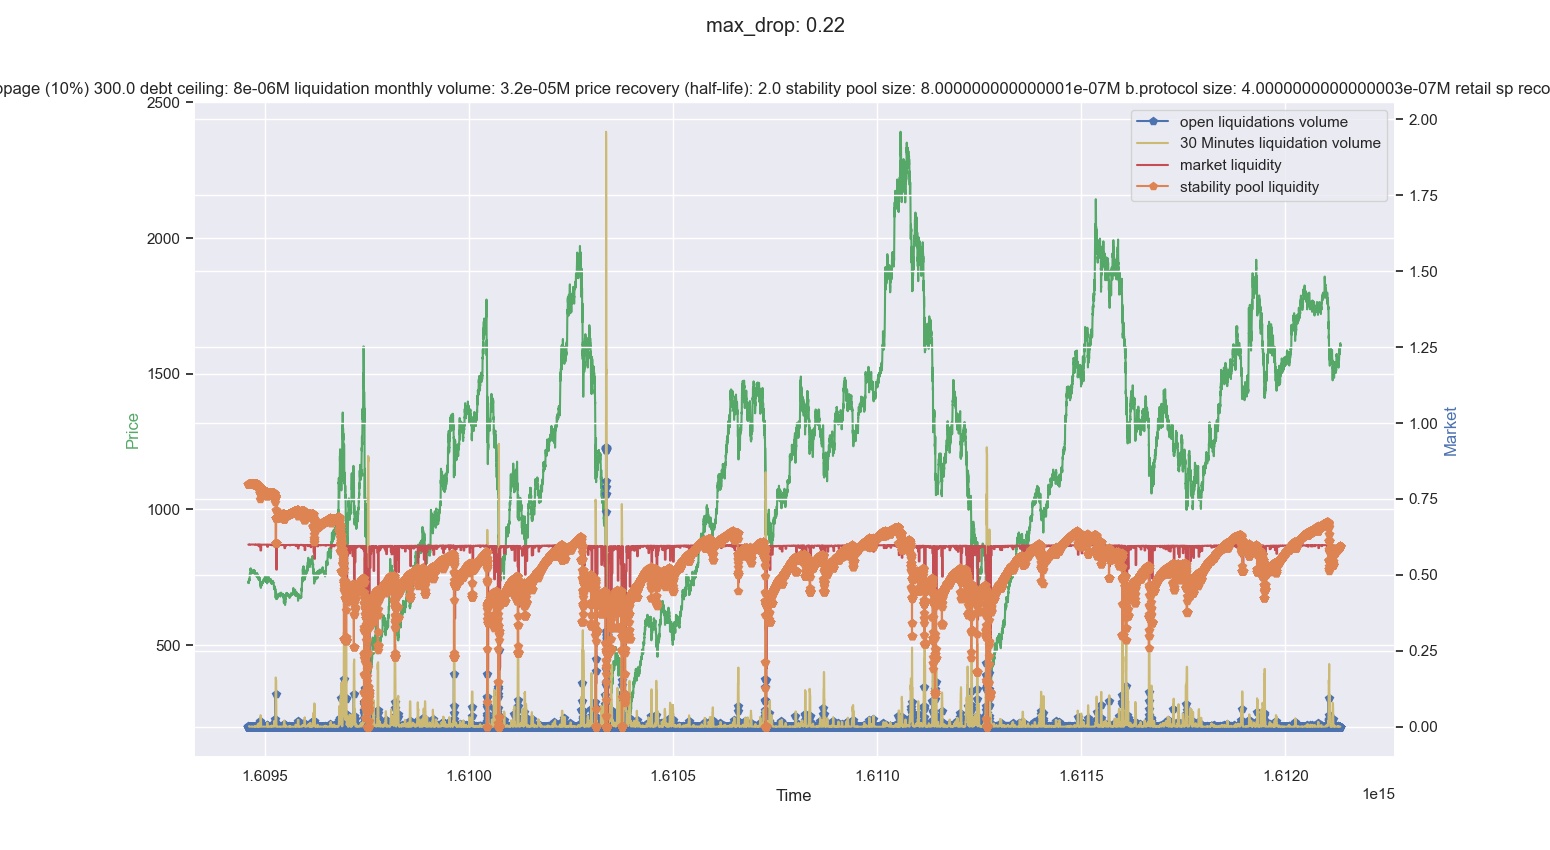 max_drop: 0.22
ppage (10%) 300.0 debt ceiling: 8e-06M liquidation monthly volume: 3.2e-05M price recovery (half-life): 2.0 stability pool size: 8.000000000000001e-07M b.protocol size: 4.0000000000000003e-07M retail sp reco
open liquidations volume
30 Minutes liquidation volume
market liquidity
stability pool liquidity
2500
2000
1500
1000
500
Price
2.00
1.75
1.50
1.25
1.00
0.75
0.50
0.25
0.00
Market
1.6095 1.6100 1.6105 1.6110 1.6115 1.6120
1e15
Time